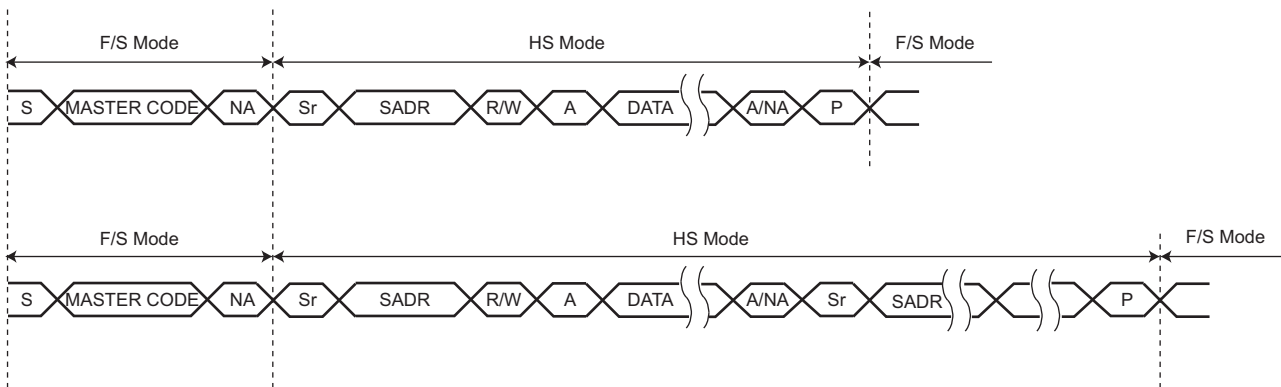 F/S Mode HS Mode F/S Mode
S MASTER CODE NA Sr SADR R/W A DATA A/NA P
F/S Mode HS Mode F/S Mode
S MASTER CODE NA Sr SADR R/W A DATA A/NA Sr SADR P